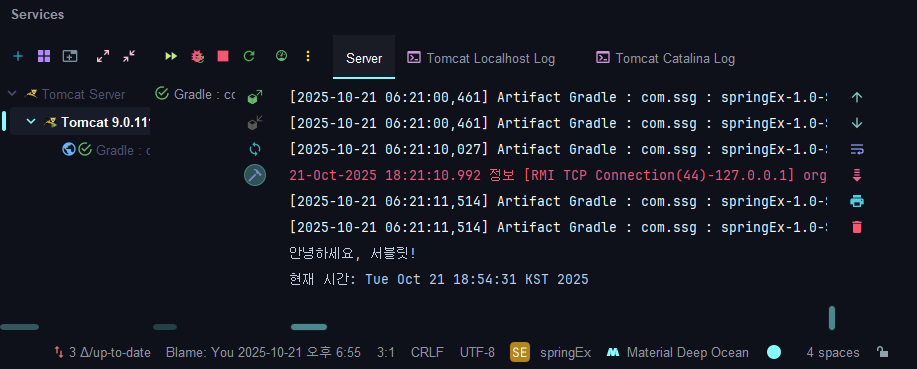 Services
Server
Tomcat Localhost Log
Tomcat Catalina Log
Tomcat Server
Tomcat 9.0.11
Gradle : c
Gradle : cc
[2025-10-21 06:21:00,461] Artifact Gradle : com.ssg : springEx-1.0-S
[2025-10-21 06:21:00,461] Artifact Gradle : com.ssg : springEx-1.0-S
[2025-10-21 06:21:10,027] Artifact Gradle : com.ssg : springEx-1.0-S
21-Oct-2025 18:21:10.992 정보 [RMI TCP Connection(44)-127.0.0.1] org
[2025-10-21 06:21:11,514] Artifact Gradle : com.ssg : springEx-1.0-S
[2025-10-21 06:21:11,514] Artifact Gradle : com.ssg : springEx-1.0-S
안녕하세요, 서블릿!
현재 시간: Tue Oct 21 18:54:31 KST 2025
3 Δ/up-to-date
Blame: You 2025-10-21 오후 6:55
3:1
CRLF
UTF-8
SE
springEx
Material Deep Ocean
4 spaces